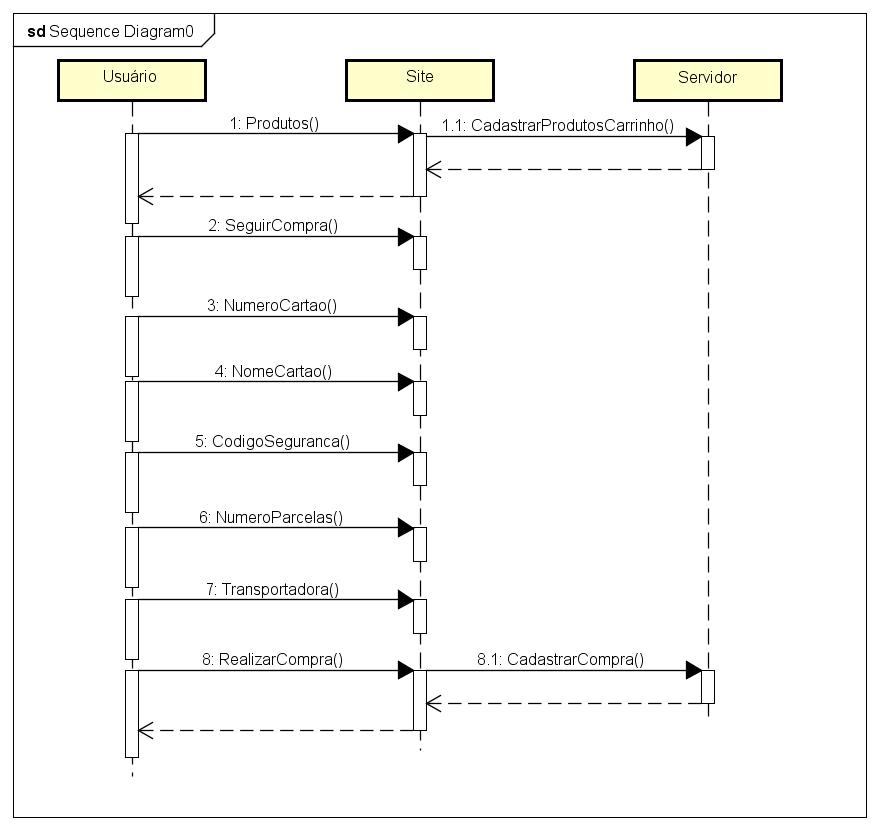 sd Sequence Diagram0
Usuário
Site
Servidor
1: Produtos()
1.1: CadastrarProdutosCarrinho()
2: SeguirCompra()
3: NumeroCartao()
4: NomeCartao()
5: CodigoSeguranca()
6: NumeroParcelas()
7: Transportadora()
8: RealizarCompra()
8.1: CadastrarCompra()